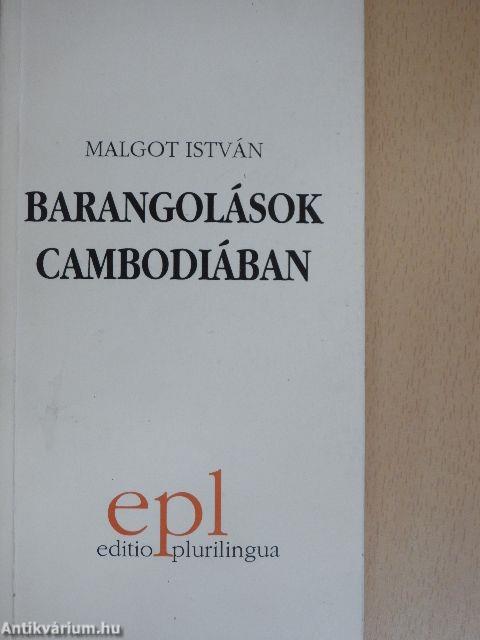 MALGOT ISTVÁN
BARANGOLÁSOK
CAMBODIÁBAN
epl
editio plurilingua
Antikvárium.hu